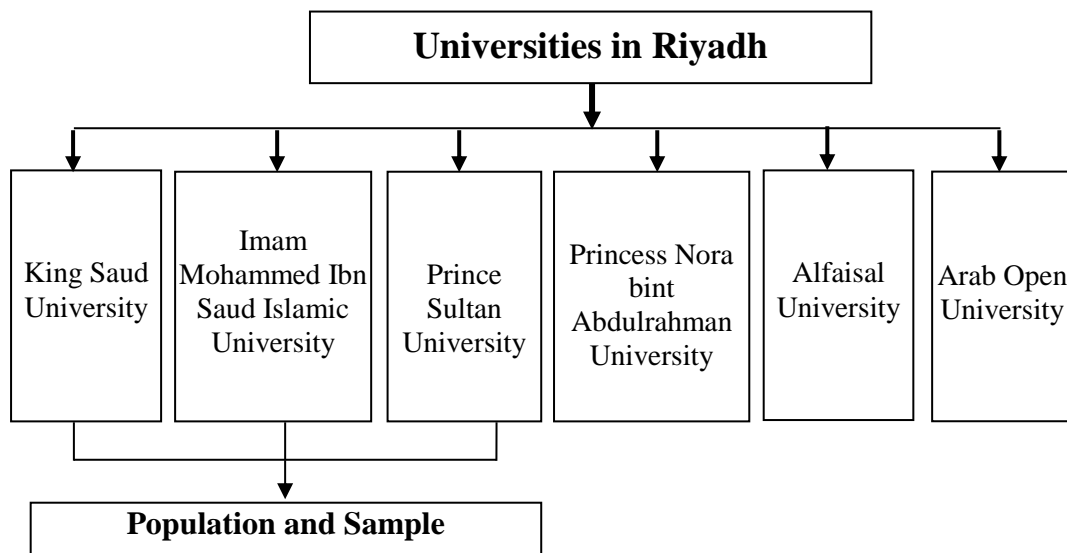 Universities in Riyadh
King Saud
University
Imam
Mohammed Ibn
Saud Islamic
University
Prince
Sultan
University
Princess Nora
bint
Abdulrahman
University
Alfaisal
University
Arab Open
University
Population and Sample